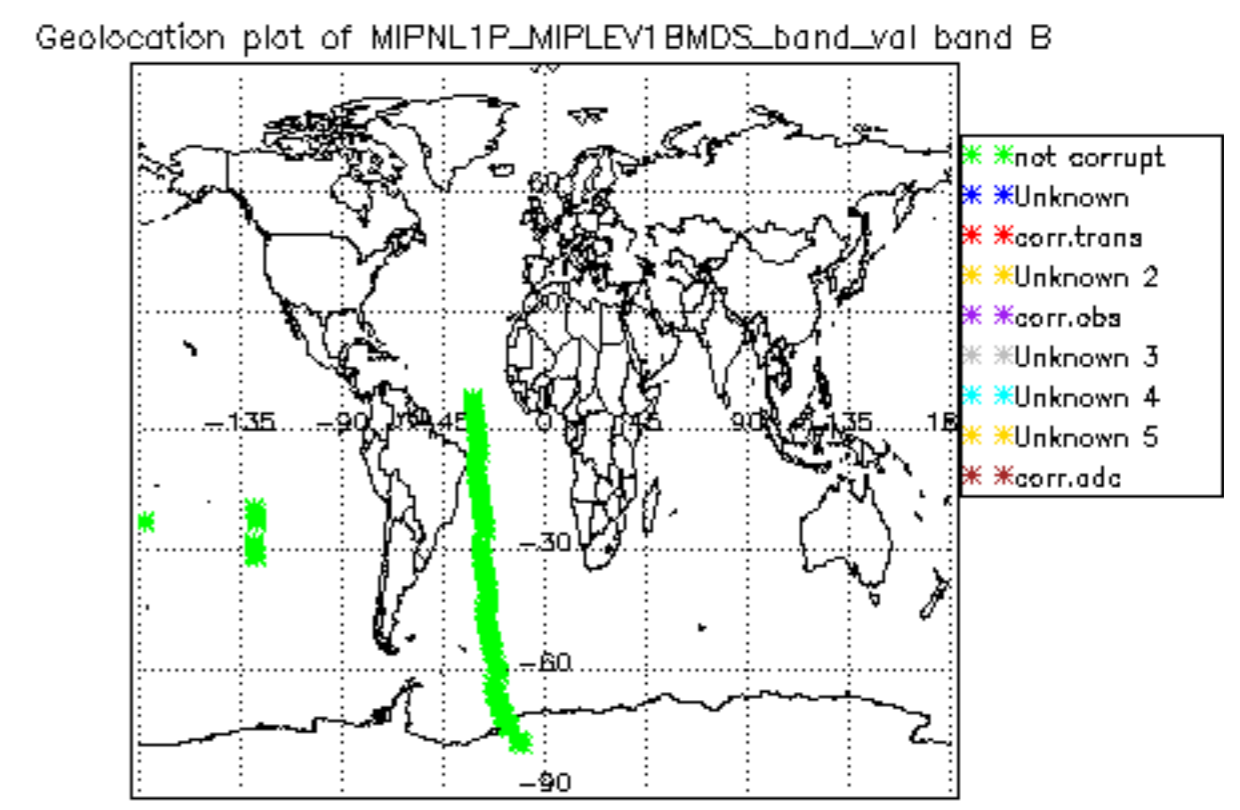 Geolocation plot of MIPNL1P_MIPLEV1BMDS_band_val band B
not corrupt
Unknown
corr.trans
Unknown 2
corr.obs
Unknown 3
Unknown 4
Unknown 5
corr.adc
60
-135 -90 -45 0 45 90 135
-30
-60
-90